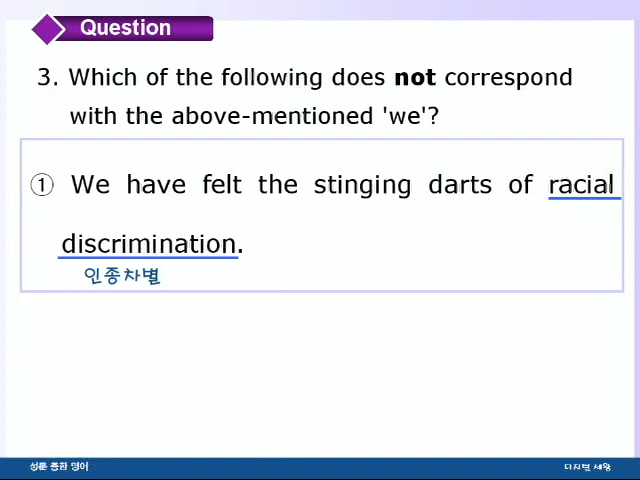 Question
3. Which of the following does not correspond
with the above-mentioned 'we'?
① We have felt the stinging darts of racial
discrimination.
인종차별
성문 종합 영어
디지털 세왕